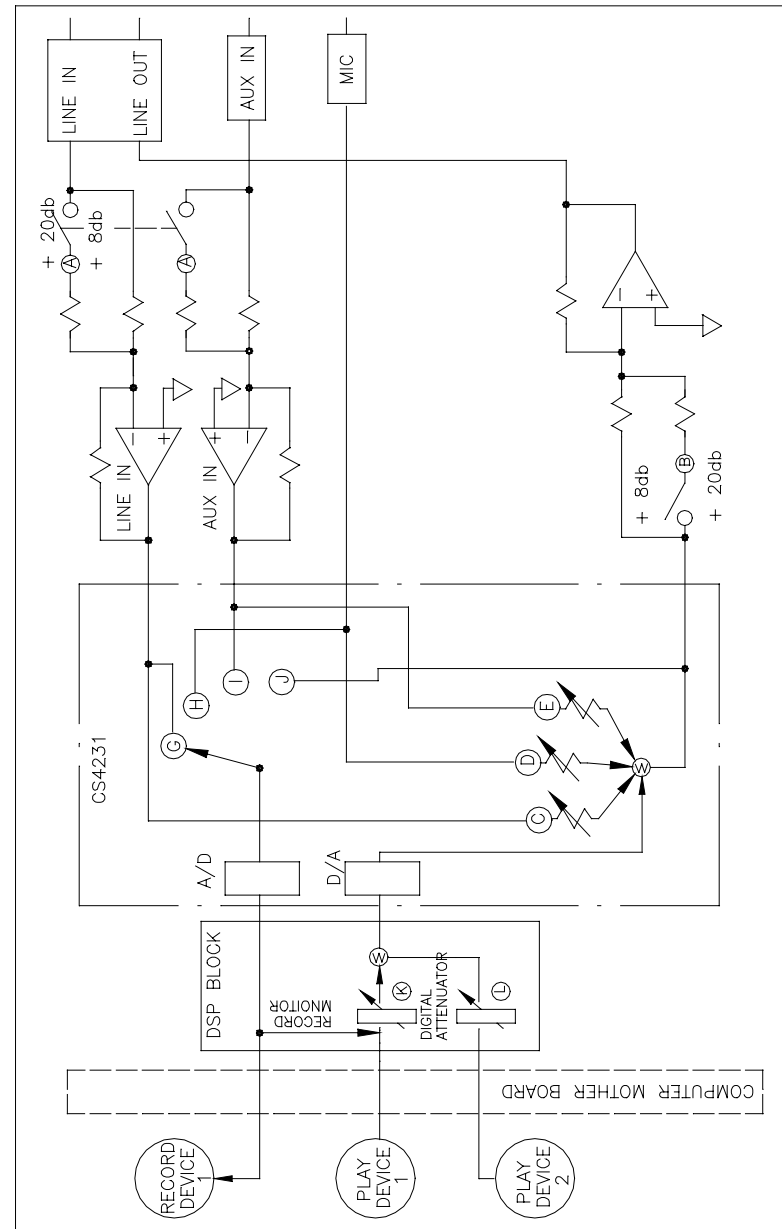 LINE IN
LINE OUT
AUX IN
MIC
+ 20db
+ 8db
A
A
LINE IN
AUX IN
−
+
+
−
−
+
+ 8db
+ 20db
B
CS4231
G
H
I
J
E
D
C
W
A/D
D/A
DSP BLOCK
RECORD
MNOITOR
W
K
DIGITAL
ATTENUATOR
L
COMPUTER MOTHER BOARD
RECORD
DEVICE
1
PLAY
DEVICE
1
PLAY
DEVICE
2